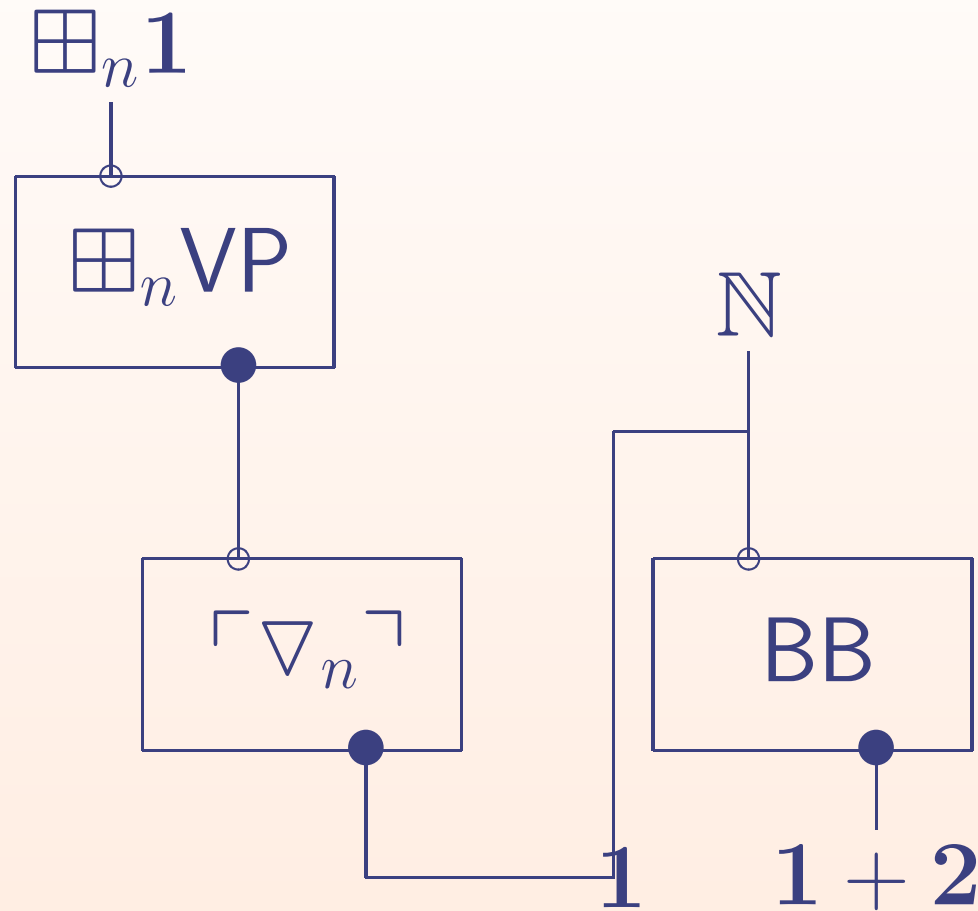 ⊞ₙ𝟏
⊞ₙVP
ℕ
⌜▽ₙ⌝
BB
𝟏
𝟏 + 𝟐